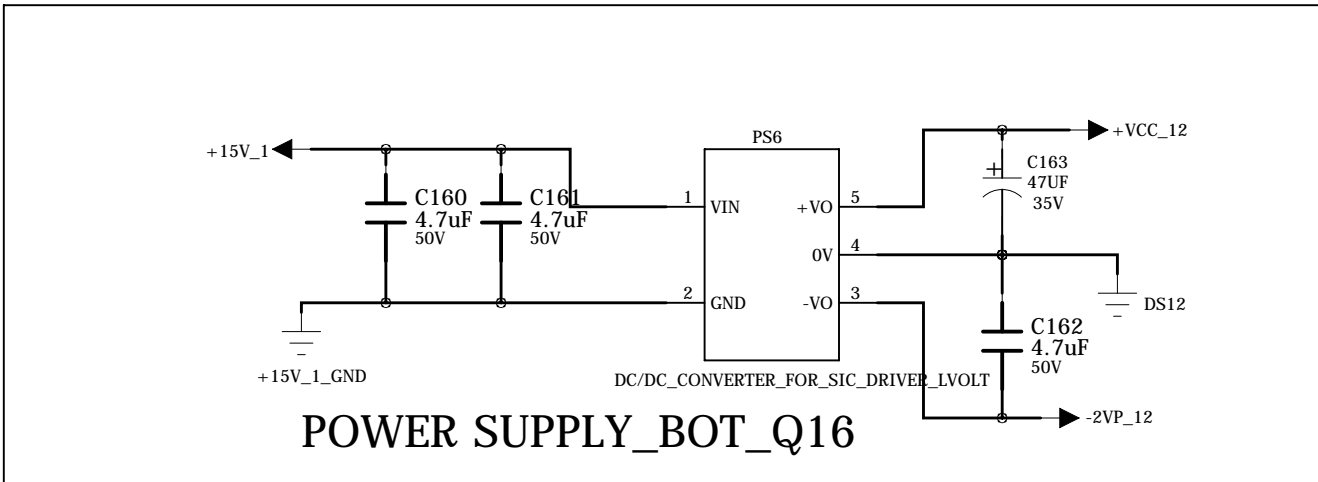 PS6
+15V_1
+VCC_12
C163
47UF
35V
C160
4.7uF
50V
C161
4.7uF
50V
1
VIN
+VO
5
0V
4
2
GND
-VO
3
DS12
C162
4.7uF
50V
+15V_1_GND
DC/DC_CONVERTER_FOR_SIC_DRIVER_LVOLT
-2VP_12
POWER SUPPLY_BOT_Q16